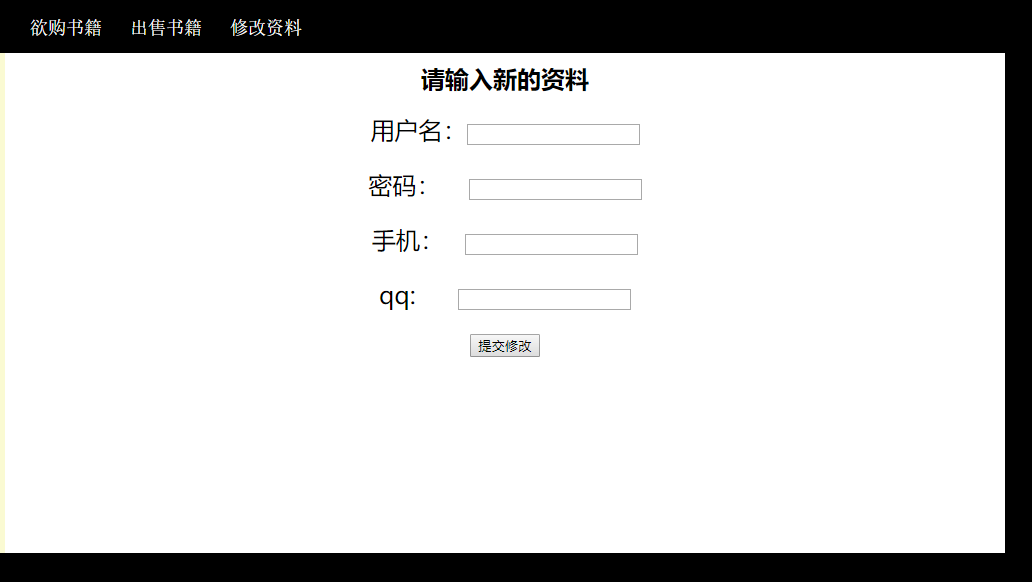 欲购书籍 出售书籍 修改资料
请输入新的资料
用户名：
密码：
手机：
qq:
提交修改